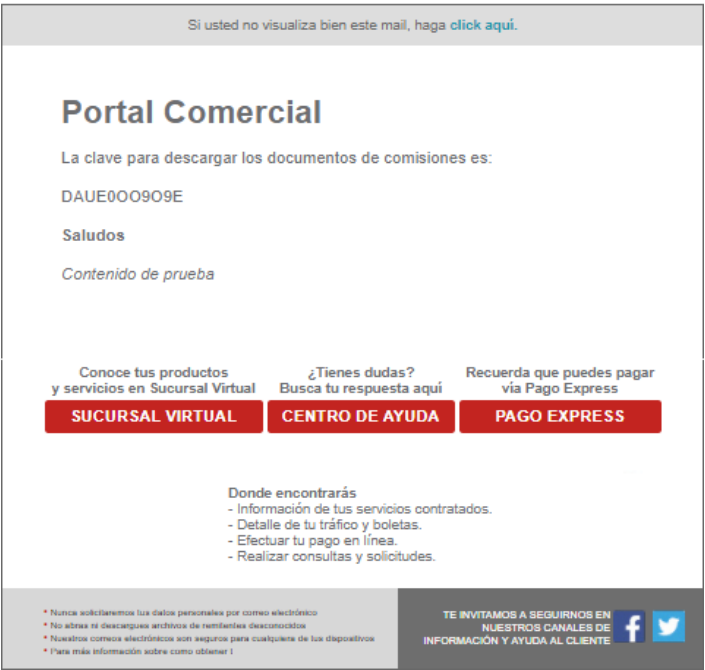 Si usted no visualiza bien este mail, haga click aquí.
Portal Comercial
La clave para descargar los documentos de comisiones es:
DAUE0OO9O9E
Saludos
Contenido de prueba
Conoce tus productos
y servicios en Sucursal Virtual
SUCURSAL VIRTUAL
¿Tienes dudas?
Busca tu respuesta aquí
CENTRO DE AYUDA
Recuerda que puedes pagar
vía Pago Express
PAGO EXPRESS
Donde encontrarás
- Información de tus servicios contratados.
- Detalle de tu tráfico y boletas.
- Efectuar tu pago en línea.
- Realizar consultas y solicitudes.
* Nunca solicitaremos tus datos personales por correo electrónico
* No abras ni descargues archivos de remitentes desconocidos
* Nuestros correos electrónicos son seguros para cualquiera de tus dispositivos
* Para más información sobre como obtener l
TE INVITAMOS A SEGUIRNOS EN
NUESTROS CANALES DE
INFORMACIÓN Y AYUDA AL CLIENTE